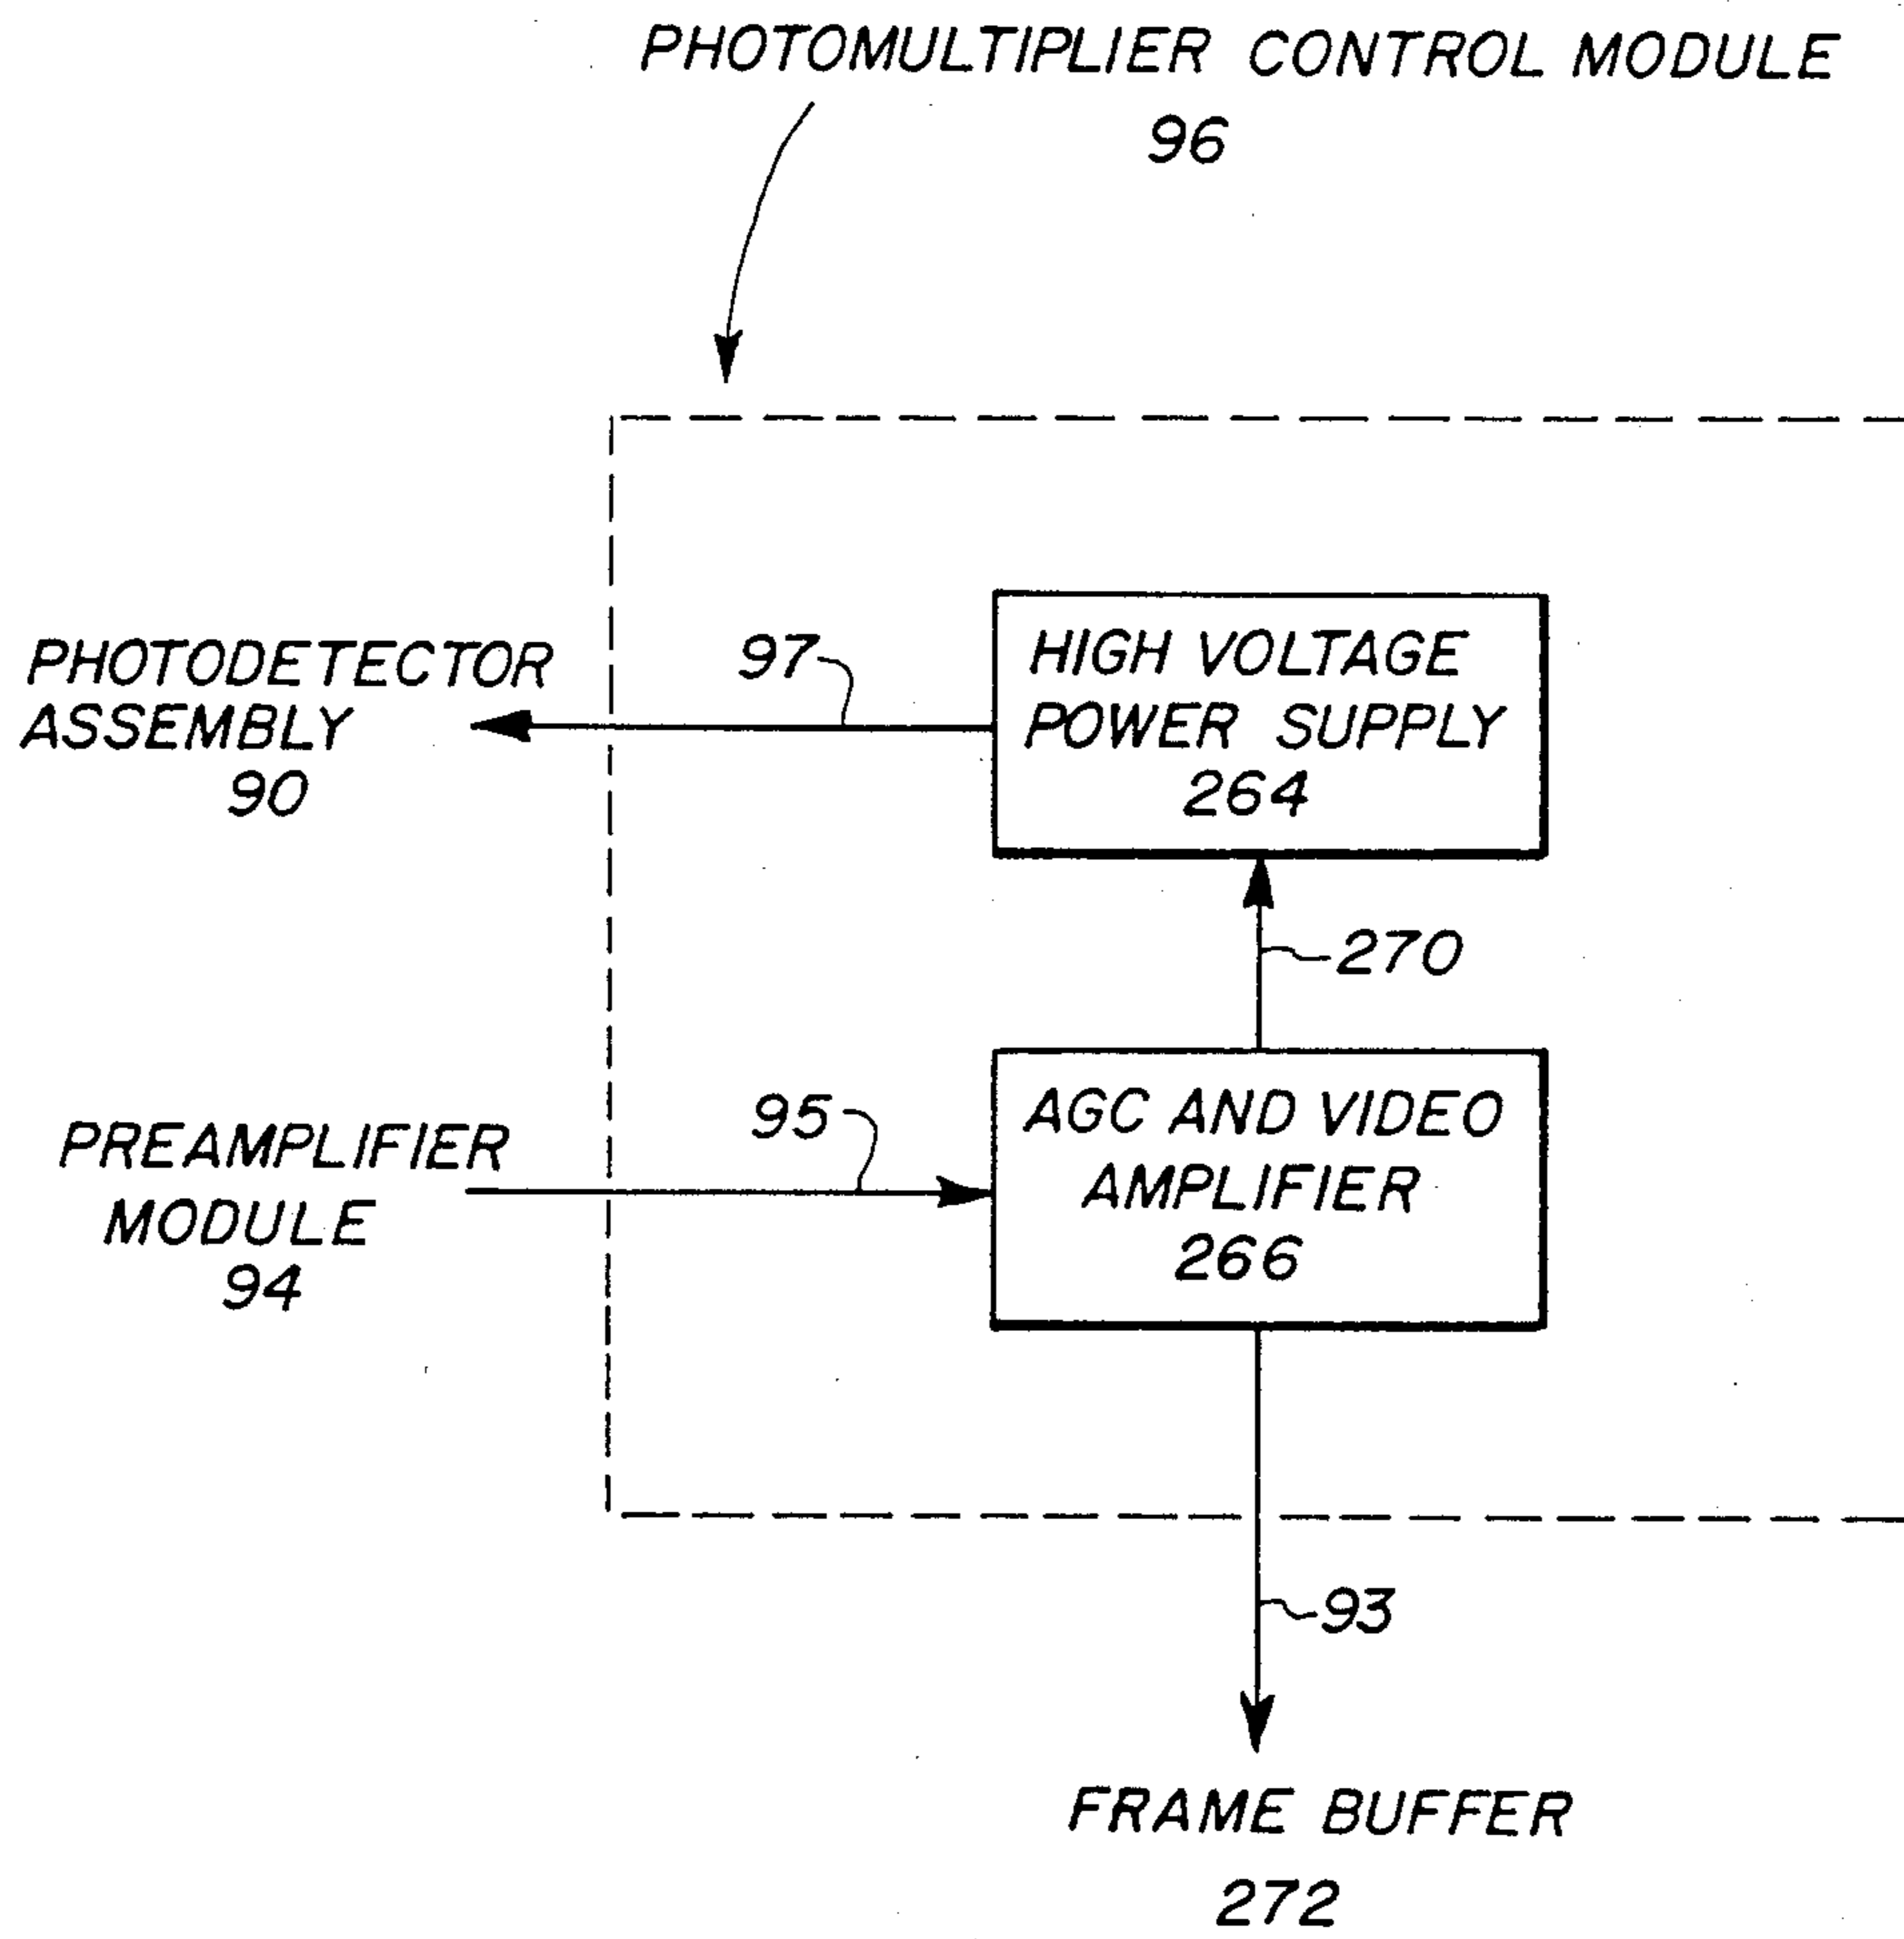 PHOTOMULTIPLIER CONTROL MODULE
96
PHOTODETECTOR
ASSEMBLY
90
97
HIGH VOLTAGE
POWER SUPPLY
264
270
PREAMPLIFIER
MODULE
94
95
AGC AND VIDEO
AMPLIFIER
266
93
FRAME BUFFER
272